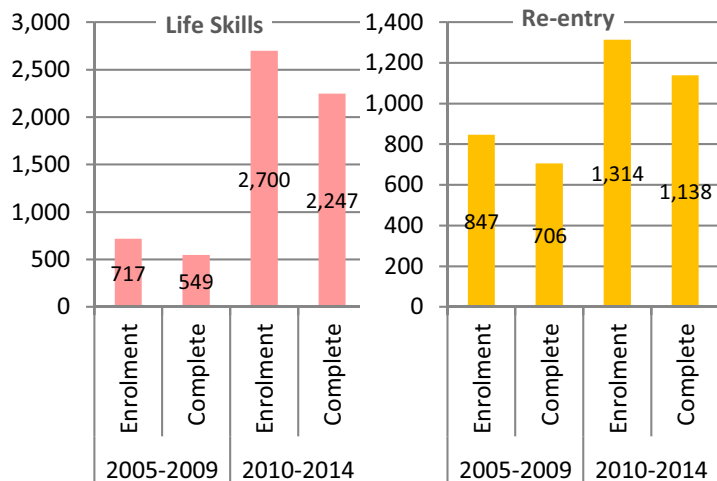 Life Skills
3,000
2,500
2,000
1,500
1,000
500
0
717
549
2,700
2,247
Enrolment
Complete
Enrolment
Complete
2005-2009
2010-2014
Re-entry
1,400
1,200
1,000
800
600
400
200
0
847
706
1,314
1,138
Enrolment
Complete
Enrolment
Complete
2005-2009
2010-2014